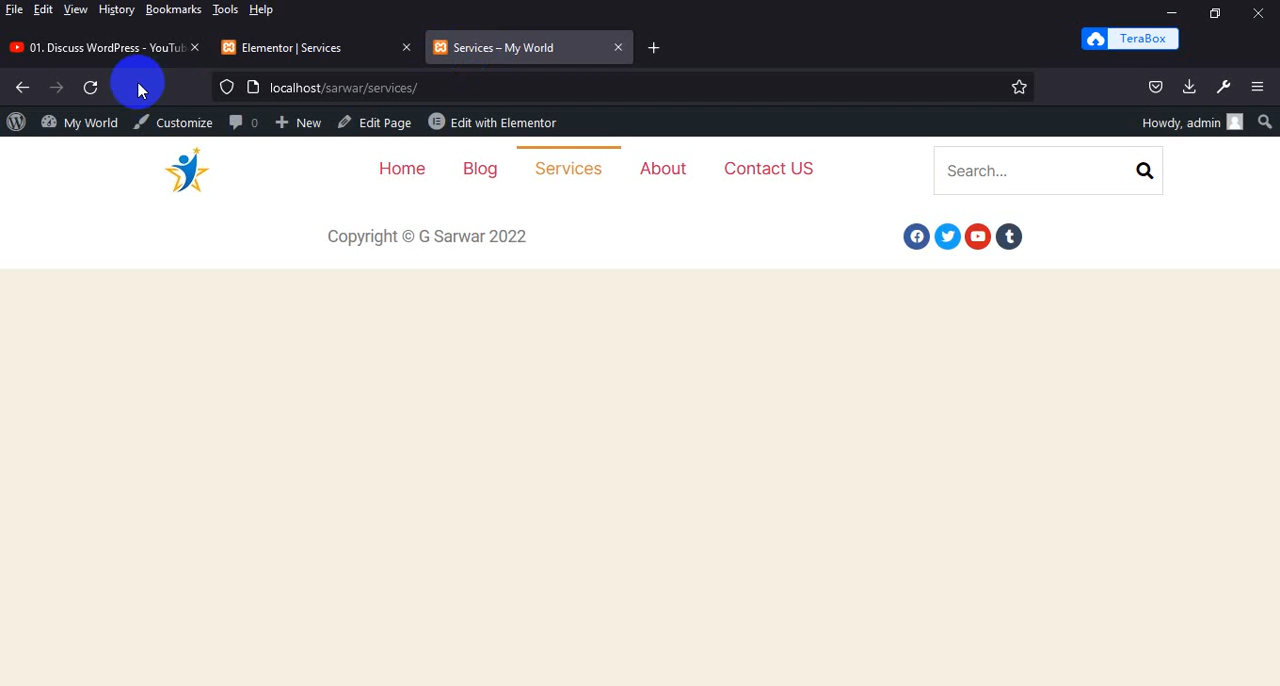 File Edit View History Bookmarks Tools Help
01. Discuss WordPress - YouTub
Elementor | Services
Services – My World
TeraBox
localhost/sarwar/services/
My World
Customize
0
New
Edit Page
Edit with Elementor
Howdy, admin
Home
Blog
Services
About
Contact US
Search...
Copyright © G Sarwar 2022